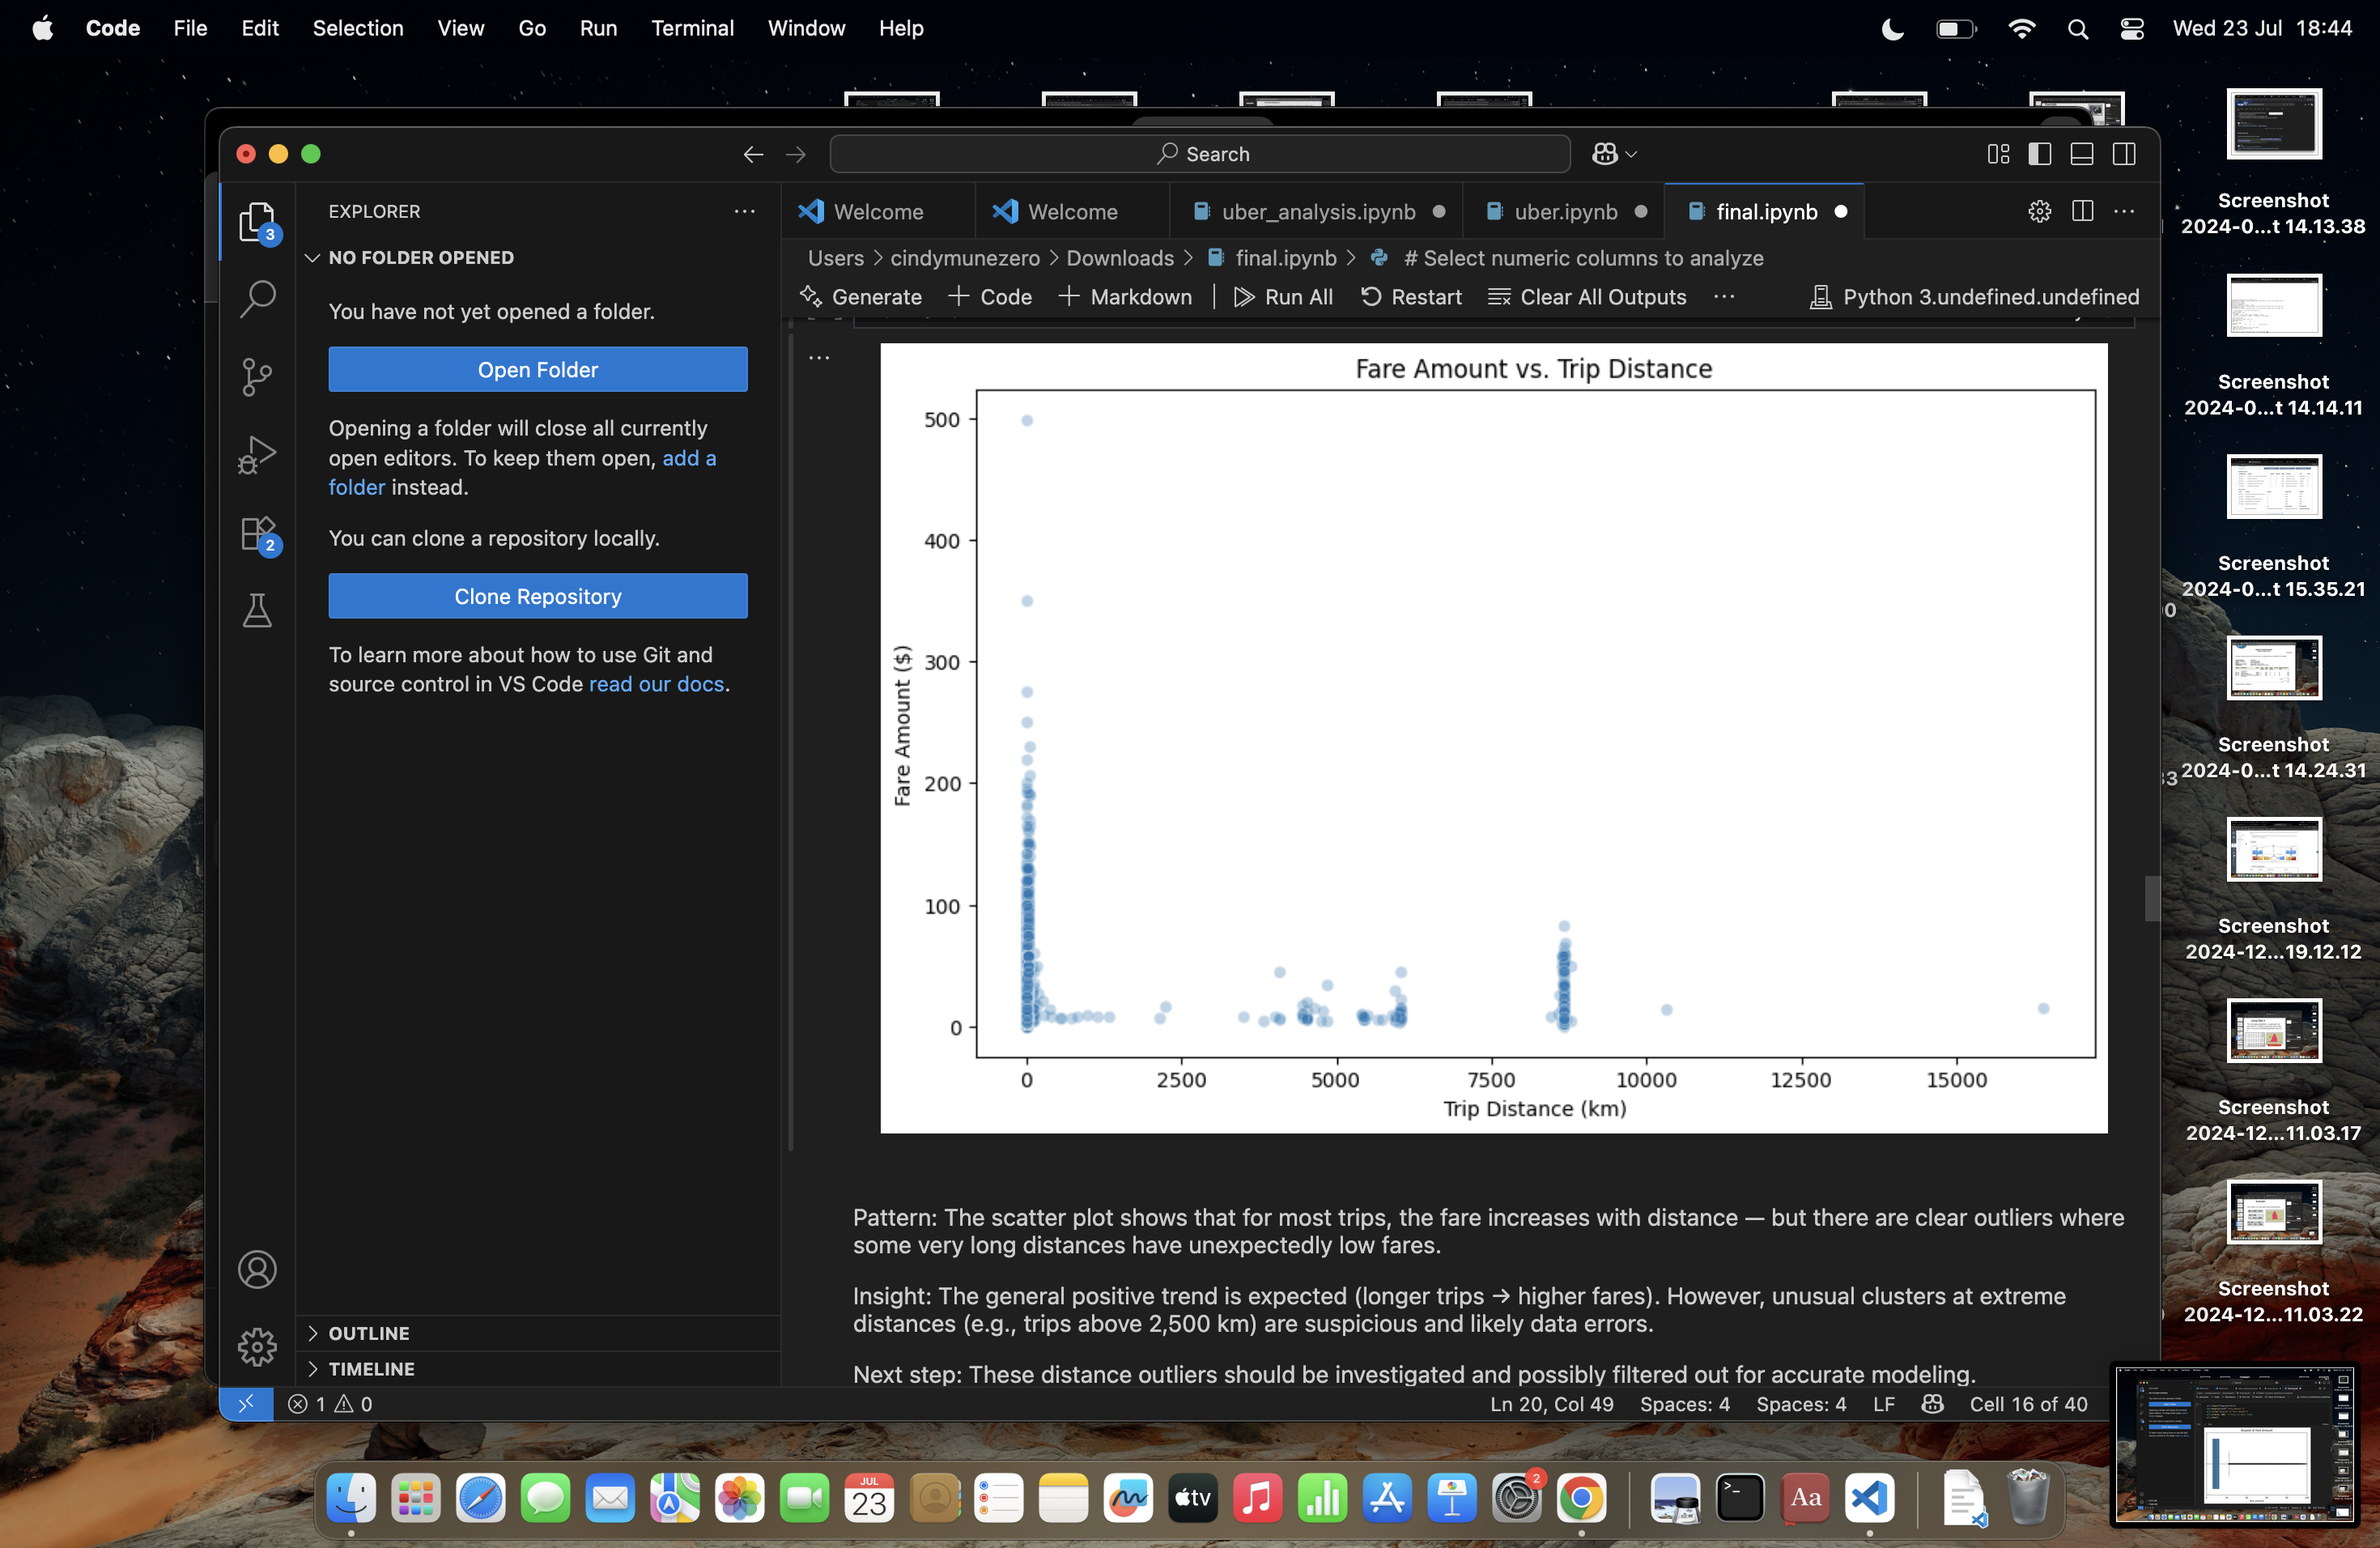 Code File Edit Selection View Go Run Terminal Window Help Wed 23 Jul 18:44
Search
EXPLORER
3
NO FOLDER OPENED
You have not yet opened a folder.
Open Folder
Opening a folder will close all currently
open editors. To keep them open, add a
folder instead.
You can clone a repository locally.
2
Clone Repository
To learn more about how to use Git and
source control in VS Code read our docs.
OUTLINE
TIMELINE
Welcome Welcome uber_analysis.ipynb uber.ipynb final.ipynb
Users > cindymunezero > Downloads > final.ipynb > # Select numeric columns to analyze
Generate + Code + Markdown | Run All Restart Clear All Outputs ... Python 3.undefined.undefined
...
Fare Amount vs. Trip Distance
500
400
300
200
100
0
Fare Amount ($)
0 2500 5000 7500 10000 12500 15000
Trip Distance (km)
Pattern: The scatter plot shows that for most trips, the fare increases with distance — but there are clear outliers where
some very long distances have unexpectedly low fares.
Insight: The general positive trend is expected (longer trips → higher fares). However, unusual clusters at extreme
distances (e.g., trips above 2,500 km) are suspicious and likely data errors.
Next step: These distance outliers should be investigated and possibly filtered out for accurate modeling.
1 0 Ln 20, Col 49 Spaces: 4 Spaces: 4 LF Cell 16 of 40
Screenshot
2024-0...t 14.13.38
Screenshot
2024-0...t 14.14.11
Screenshot
2024-0...t 15.35.21
Screenshot
2024-0...t 14.24.31
Screenshot
2024-12...19.12.12
Screenshot
2024-12...11.03.17
Screenshot
2024-12...11.03.22
JUL
23
tv
2
>_
Aa